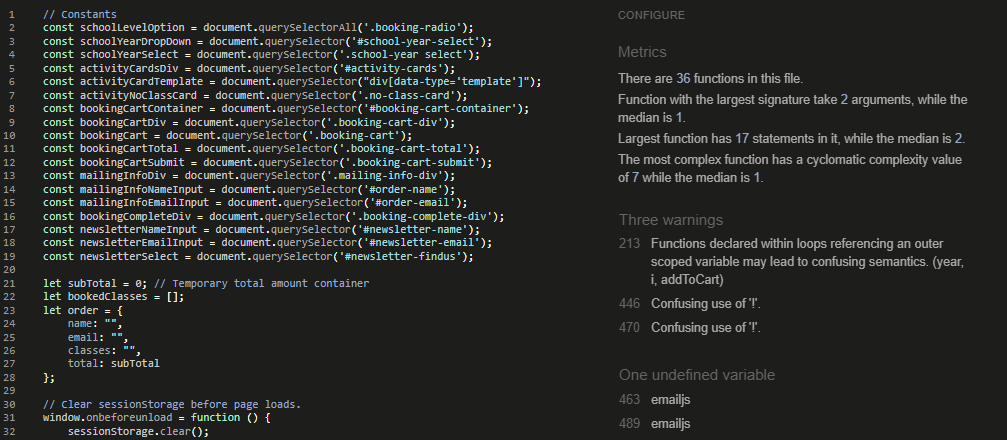 1 // Constants
2 const schoolLevelOption = document.querySelectorAll('.booking-radio');
3 const schoolYearDropDown = document.querySelector('#school-year-select');
4 const schoolYearSelect = document.querySelector('.school-year select');
5 const activityCardsDiv = document.querySelector('#activity-cards');
6 const activityCardTemplate = document.querySelector("div[data-type='template']");
7 const activityNoClassCard = document.querySelector('.no-class-card');
8 const bookingCartContainer = document.querySelector('#booking-cart-container');
9 const bookingCartDiv = document.querySelector('.booking-cart-div');
10 const bookingCart = document.querySelector('.booking-cart');
11 const bookingCartTotal = document.querySelector('.booking-cart-total');
12 const bookingCartSubmit = document.querySelector('.booking-cart-submit');
13 const mailingInfoDiv = document.querySelector('.mailing-info-div');
14 const mailingInfoNameInput = document.querySelector('#order-name');
15 const mailingInfoEmailInput = document.querySelector('#order-email');
16 const bookingCompleteDiv = document.querySelector('.booking-complete-div');
17 const newsletterNameInput = document.querySelector('#newsletter-name');
18 const newsletterEmailInput = document.querySelector('#newsletter-email');
19 const newsletterSelect = document.querySelector('#newsletter-findus');
20
21 let subTotal = 0; // Temporary total amount container
22 let bookedClasses = [];
23 let order = {
24 name: "",
25 email: "",
26 classes: "",
27 total: subTotal
28 };
29
30 // Clear sessionStorage before page loads.
31 window.onbeforeunload = function () {
32 sessionStorage.clear();
CONFIGURE
Metrics
There are 36 functions in this file.
Function with the largest signature take 2 arguments, while the
median is 1.
Largest function has 17 statements in it, while the median is 2.
The most complex function has a cyclomatic complexity value
of 7 while the median is 1.
Three warnings
213 Functions declared within loops referencing an outer
scoped variable may lead to confusing semantics. (year,
i, addToCart)
446 Confusing use of '!'.
470 Confusing use of '!'.
One undefined variable
463 emailjs
489 emailjs